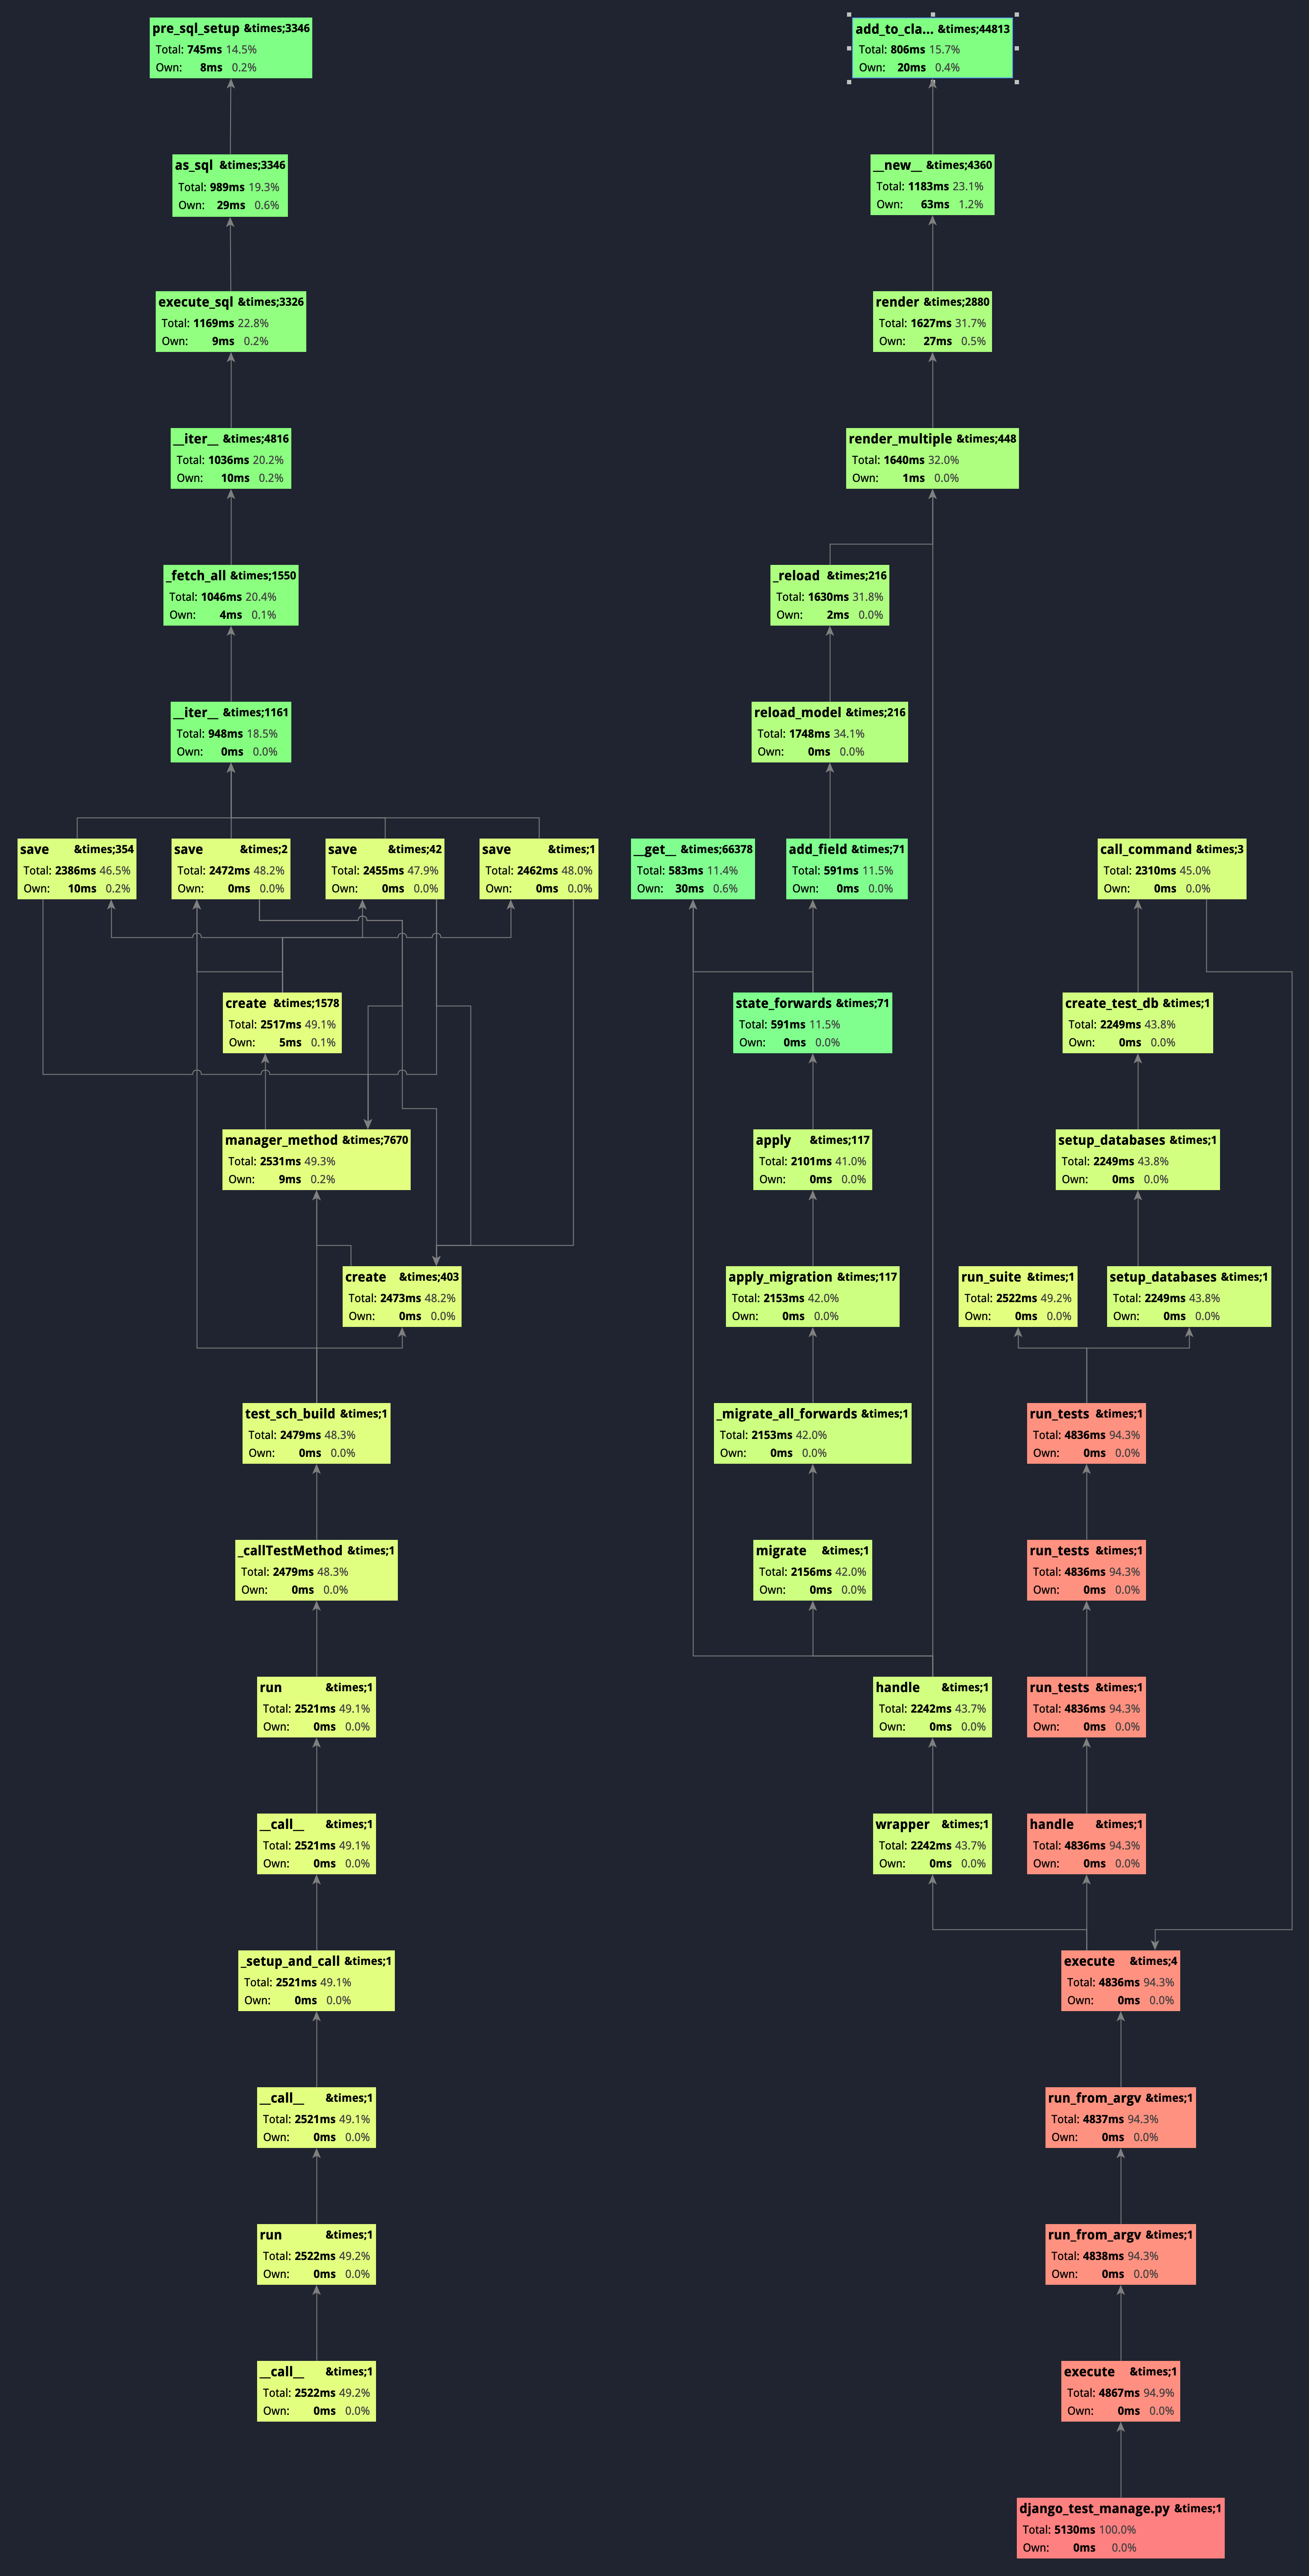 pre_sql_setup &times;3346
Total: 745ms 14.5%
Own: 8ms 0.2%
add_to_cla... &times;44813
Total: 806ms 15.7%
Own: 20ms 0.4%
as_sql &times;3346
Total: 989ms 19.3%
Own: 29ms 0.6%
__new__ &times;4360
Total: 1183ms 23.1%
Own: 63ms 1.2%
execute_sql &times;3326
Total: 1169ms 22.8%
Own: 9ms 0.2%
render &times;2880
Total: 1627ms 31.7%
Own: 27ms 0.5%
__iter__ &times;4816
Total: 1036ms 20.2%
Own: 10ms 0.2%
render_multiple &times;448
Total: 1640ms 32.0%
Own: 1ms 0.0%
_fetch_all &times;1550
Total: 1046ms 20.4%
Own: 4ms 0.1%
_reload &times;216
Total: 1630ms 31.8%
Own: 2ms 0.0%
__iter__ &times;1161
Total: 948ms 18.5%
Own: 0ms 0.0%
reload_model &times;216
Total: 1748ms 34.1%
Own: 0ms 0.0%
save &times;354
Total: 2386ms 46.5%
Own: 10ms 0.2%
save &times;2
Total: 2472ms 48.2%
Own: 0ms 0.0%
save &times;42
Total: 2455ms 47.9%
Own: 0ms 0.0%
save &times;1
Total: 2462ms 48.0%
Own: 0ms 0.0%
__get__ &times;66378
Total: 583ms 11.4%
Own: 30ms 0.6%
add_field &times;71
Total: 591ms 11.5%
Own: 0ms 0.0%
call_command &times;3
Total: 2310ms 45.0%
Own: 0ms 0.0%
create &times;1578
Total: 2517ms 49.1%
Own: 5ms 0.1%
state_forwards &times;71
Total: 591ms 11.5%
Own: 0ms 0.0%
create_test_db &times;1
Total: 2249ms 43.8%
Own: 0ms 0.0%
manager_method &times;7670
Total: 2531ms 49.3%
Own: 9ms 0.2%
apply &times;117
Total: 2101ms 41.0%
Own: 0ms 0.0%
setup_databases &times;1
Total: 2249ms 43.8%
Own: 0ms 0.0%
create &times;403
Total: 2473ms 48.2%
Own: 0ms 0.0%
apply_migration &times;117
Total: 2153ms 42.0%
Own: 0ms 0.0%
run_suite &times;1
Total: 2522ms 49.2%
Own: 0ms 0.0%
setup_databases &times;1
Total: 2249ms 43.8%
Own: 0ms 0.0%
test_sch_build &times;1
Total: 2479ms 48.3%
Own: 0ms 0.0%
_migrate_all_forwards &times;1
Total: 2153ms 42.0%
Own: 0ms 0.0%
run_tests &times;1
Total: 4836ms 94.3%
Own: 0ms 0.0%
_callTestMethod &times;1
Total: 2479ms 48.3%
Own: 0ms 0.0%
migrate &times;1
Total: 2156ms 42.0%
Own: 0ms 0.0%
run_tests &times;1
Total: 4836ms 94.3%
Own: 0ms 0.0%
run &times;1
Total: 2521ms 49.1%
Own: 0ms 0.0%
handle &times;1
Total: 2242ms 43.7%
Own: 0ms 0.0%
run_tests &times;1
Total: 4836ms 94.3%
Own: 0ms 0.0%
__call__ &times;1
Total: 2521ms 49.1%
Own: 0ms 0.0%
wrapper &times;1
Total: 2242ms 43.7%
Own: 0ms 0.0%
handle &times;1
Total: 4836ms 94.3%
Own: 0ms 0.0%
_setup_and_call &times;1
Total: 2521ms 49.1%
Own: 0ms 0.0%
execute &times;4
Total: 4836ms 94.3%
Own: 0ms 0.0%
__call__ &times;1
Total: 2521ms 49.1%
Own: 0ms 0.0%
run_from_argv &times;1
Total: 4837ms 94.3%
Own: 0ms 0.0%
run &times;1
Total: 2522ms 49.2%
Own: 0ms 0.0%
run_from_argv &times;1
Total: 4838ms 94.3%
Own: 0ms 0.0%
__call__ &times;1
Total: 2522ms 49.2%
Own: 0ms 0.0%
execute &times;1
Total: 4867ms 94.9%
Own: 0ms 0.0%
django_test_manage.py &times;1
Total: 5130ms 100.0%
Own: 0ms 0.0%